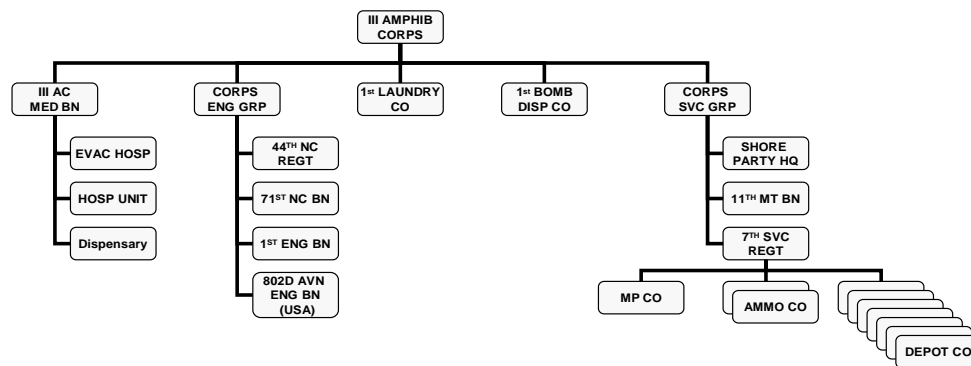 III AMPHIB
CORPS
III AC
MED BN
CORPS
ENG GRP
1st LAUNDRY
CO
1st BOMB
DISP CO
CORPS
SVC GRP
EVAC HOSP
HOSP UNIT
Dispensary
44TH NC
REGT
71ST NC BN
1ST ENG BN
802D AVN
ENG BN
(USA)
SHORE
PARTY HQ
11TH MT BN
7TH SVC
REGT
MP CO
AMMO CO
DEPOT CO